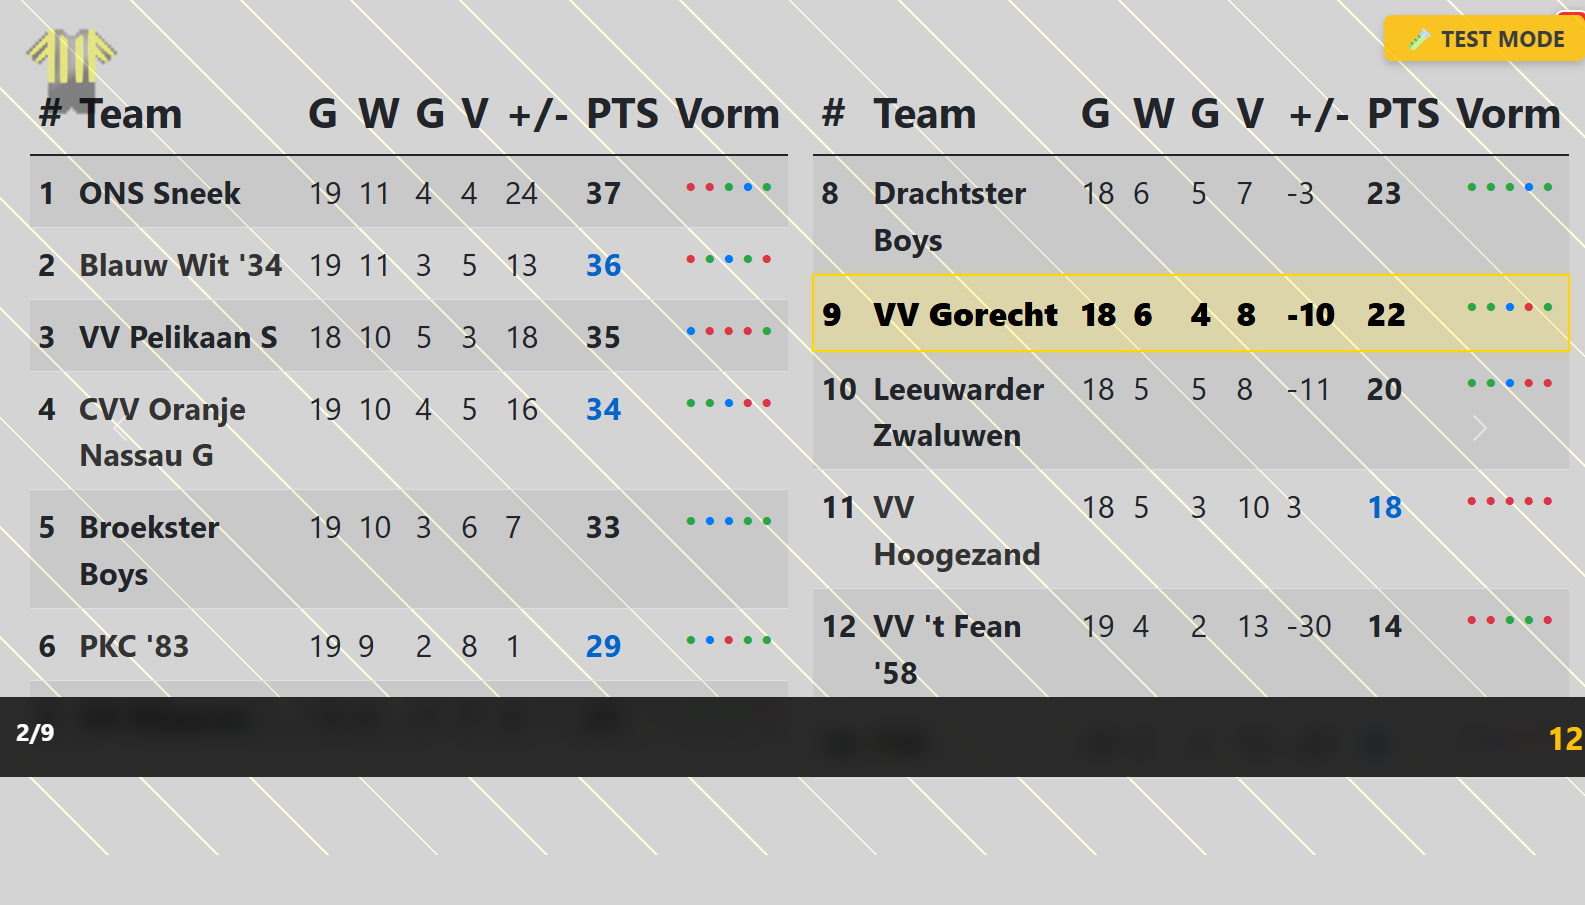 TEST MODE
# Team G W G V +/- PTS Vorm
1 ONS Sneek 19 11 4 4 24 37
2 Blauw Wit '34 19 11 3 5 13 36
3 VV Pelikaan S 18 10 5 3 18 35
4 CVV Oranje 19 10 4 5 16 34
Nassau G
5 Broekster 19 10 3 6 7 33
Boys
6 PKC '83 19 9 2 8 1 29
# Team G W G V +/- PTS Vorm
8 Drachtster 18 6 5 7 -3 23
Boys
9 VV Gorecht 18 6 4 8 -10 22
10 Leeuwarder 18 5 5 8 -11 20
Zwaluwen
11 VV 18 5 3 10 3 18
Hoogezand
12 VV 't Fean 19 4 2 13 -30 14
'58
2/9
12